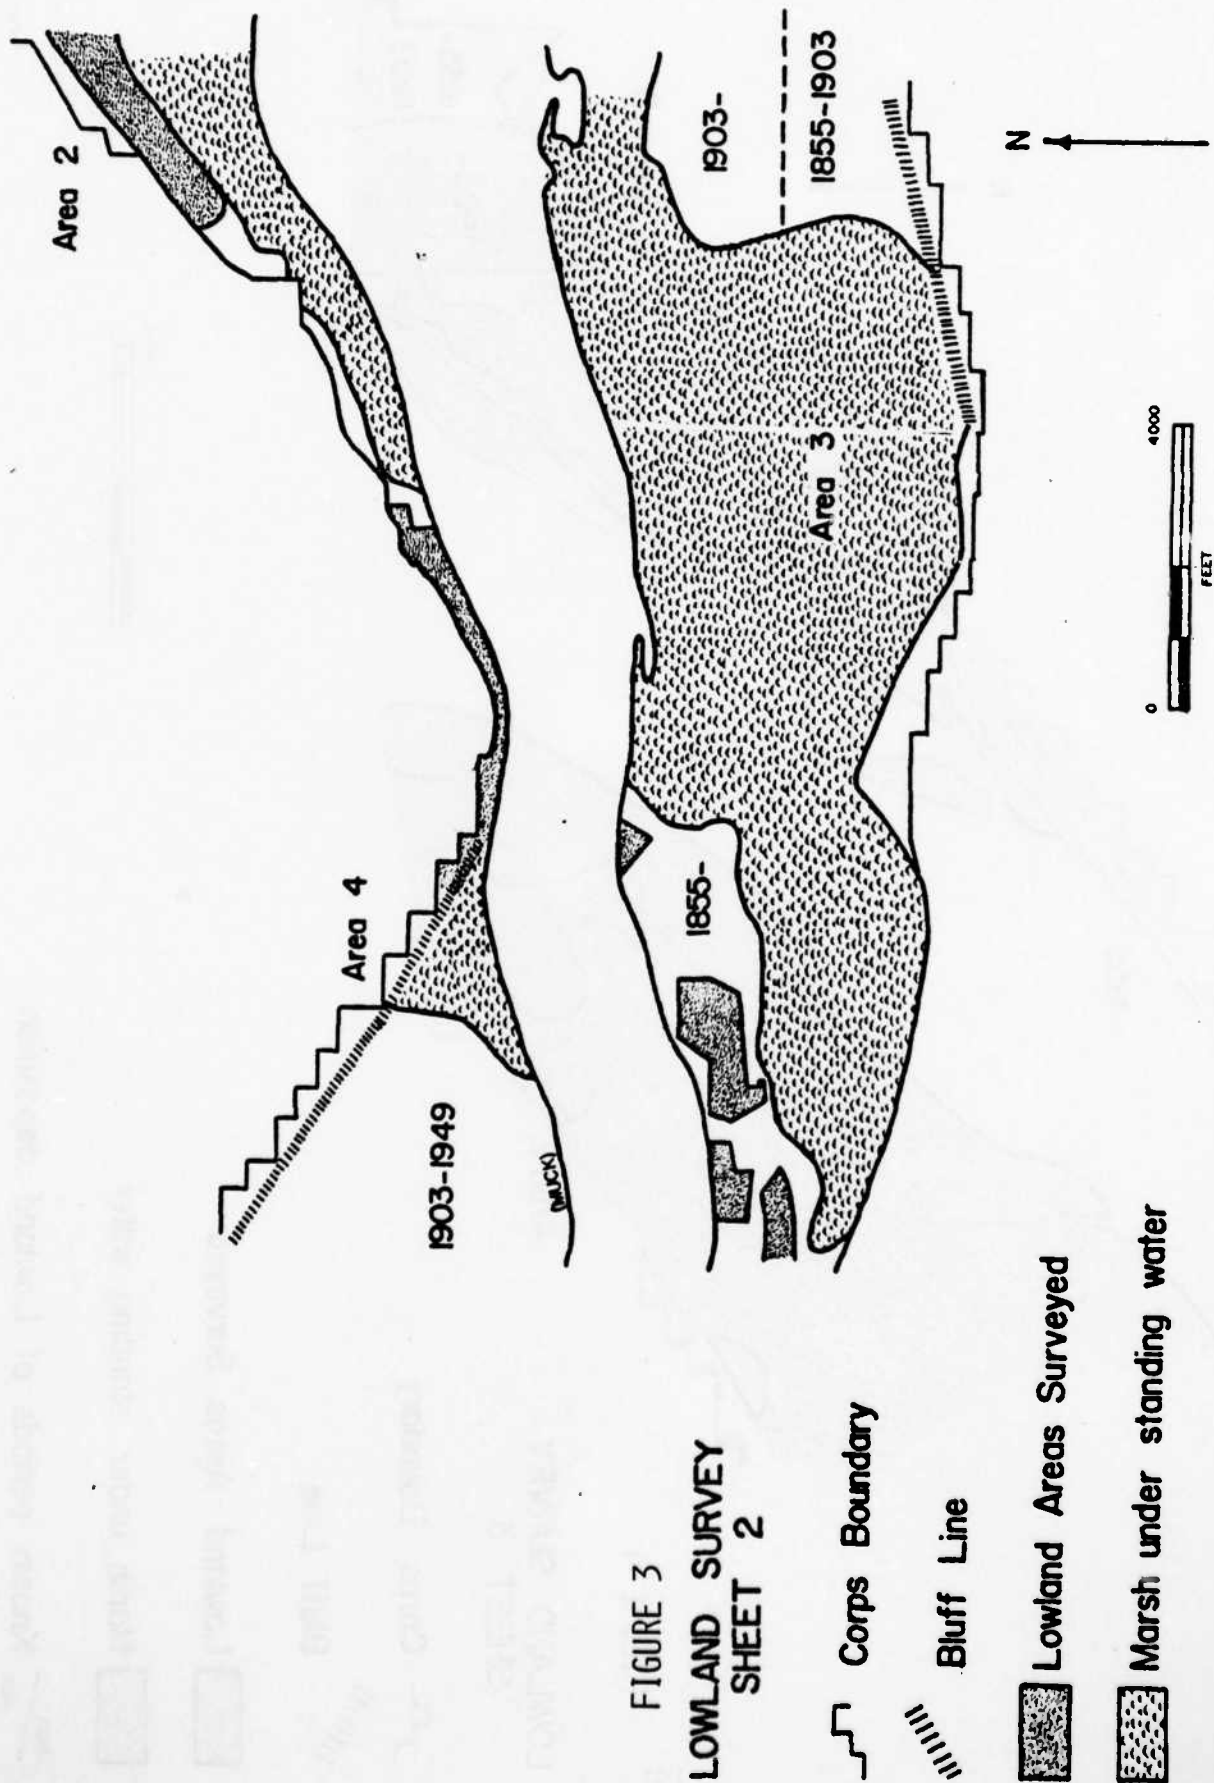 Area 2
Area 4
1903-1949
(MUCK)
1855-
Area 3
1903-
1855-1903
N
0
4000
FEET
FIGURE 3
LOWLAND SURVEY
SHEET 2
Corps Boundary
Bluff Line
Lowland Areas Surveyed
Marsh under standing water